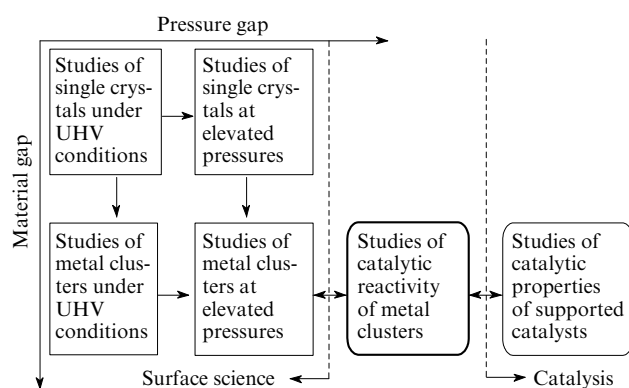 Pressure gap
Material gap
Studies of
single crys-
tals under
UHV
conditions
Studies of
single crys-
tals at
elevated
pressures
Studies of
metal clus-
ters under
UHV
conditions
Studies of
metal clus-
ters at
elevated
pressures
Studies of
catalytic
reactivity
of metal
clusters
Studies of
catalytic
properties
of supported
catalysts
Surface science
Catalysis